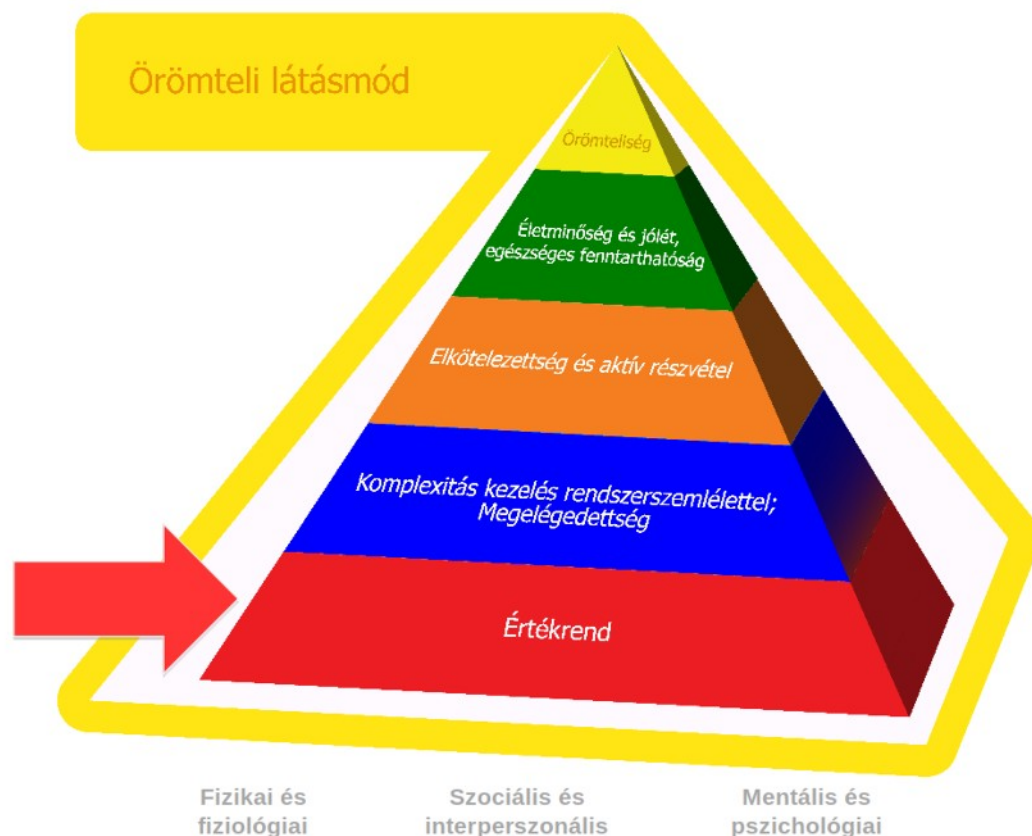 Örömteli látásmód
Örömteliség
Életminőség és jólét,
egészséges fenntarthatóság
Elkötelezettség és aktív részvétel
Komplexitás kezelés rendszerszemlélettel;
Megelégedettség
Értékrend
Fizikai és
fiziológiai
Szociális és
interperszonális
Mentális és
pszichológiai